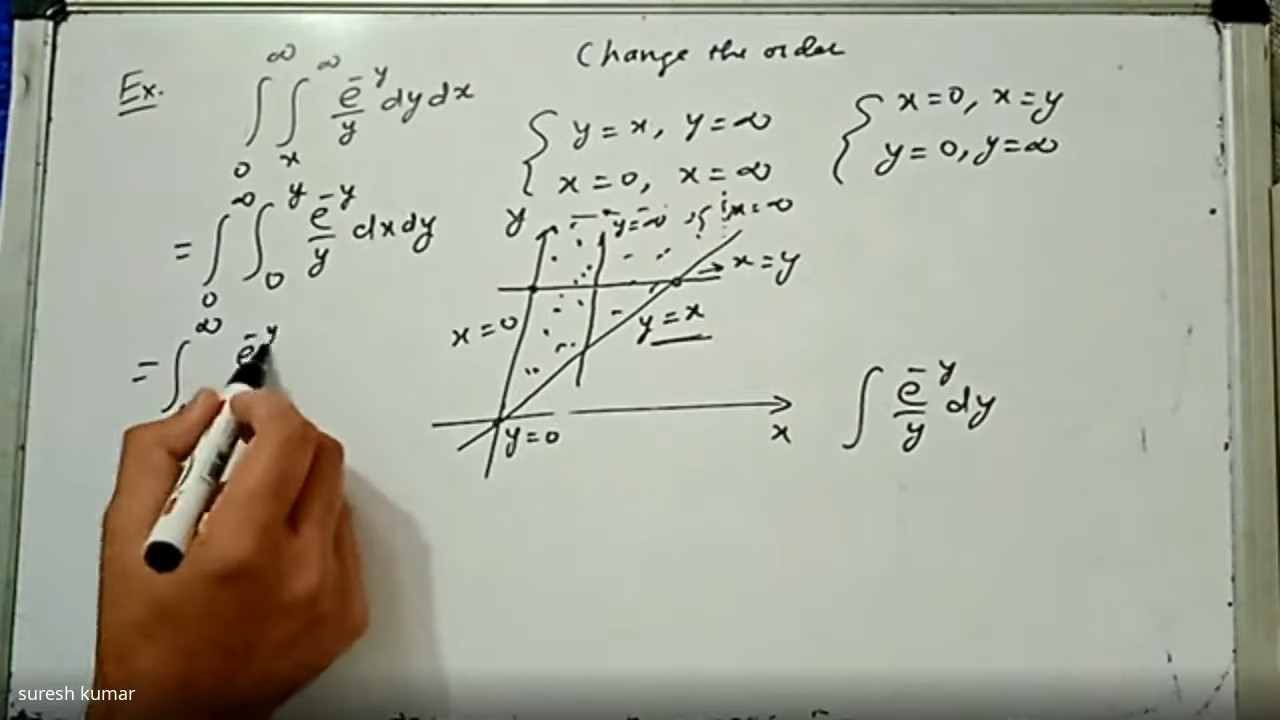 Change the order
Ex. ∫₀^∞ ∫ₓ^∞ e^-y/y dy dx
{ y = x, y = ∞
x = 0, x = ∞
{ x = 0, x = y
y = 0, y = ∞
= ∫₀^∞ ∫₀^y e^-y/y dx dy
= ∫^∞ e^-y
y
y = ∞
x = ∞
x = y
x = 0
y = x
y = 0
x
∫ e^-y/y dy
suresh kumar